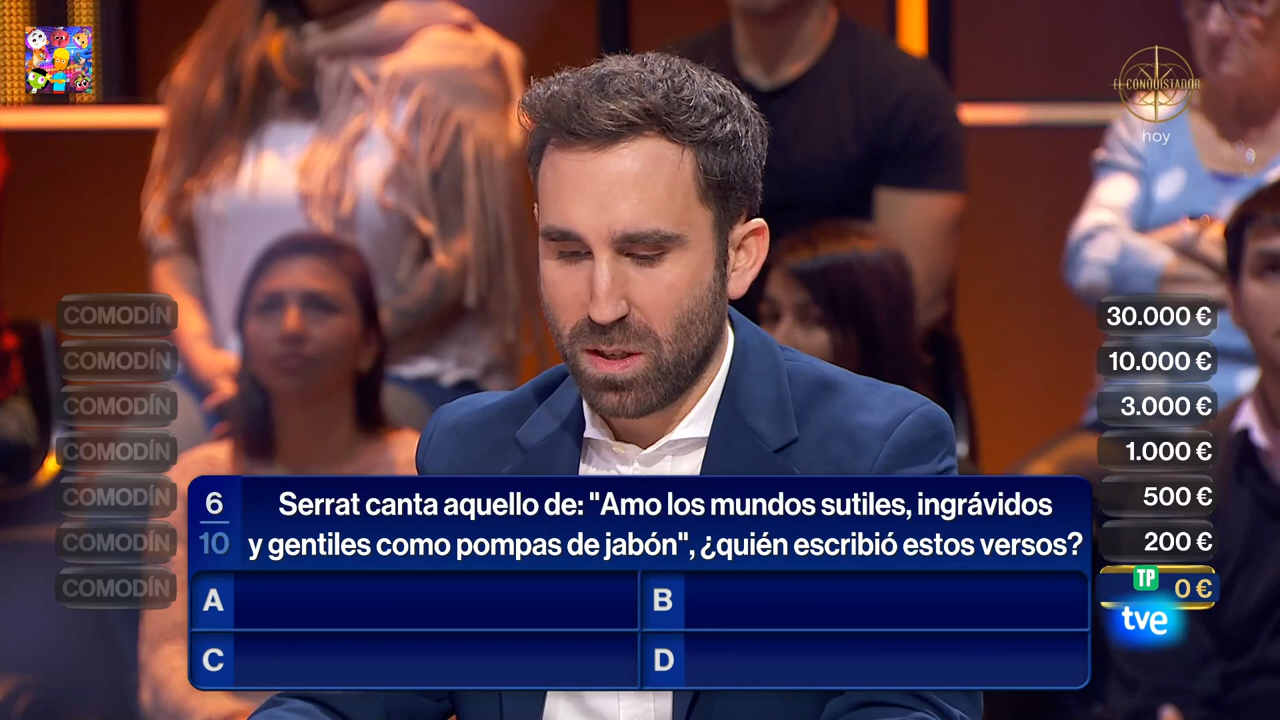 EL CONQUISTADOR
hoy
COMODÍN
COMODÍN
COMODÍN
COMODÍN
COMODÍN
COMODÍN
COMODÍN
30.000 €
10.000 €
3.000 €
1.000 €
500 €
200 €
TP
0 €
tve
6
10
Serrat canta aquello de: "Amo los mundos sutiles, ingrávidos
y gentiles como pompas de jabón", ¿quién escribió estos versos?
A
B
C
D